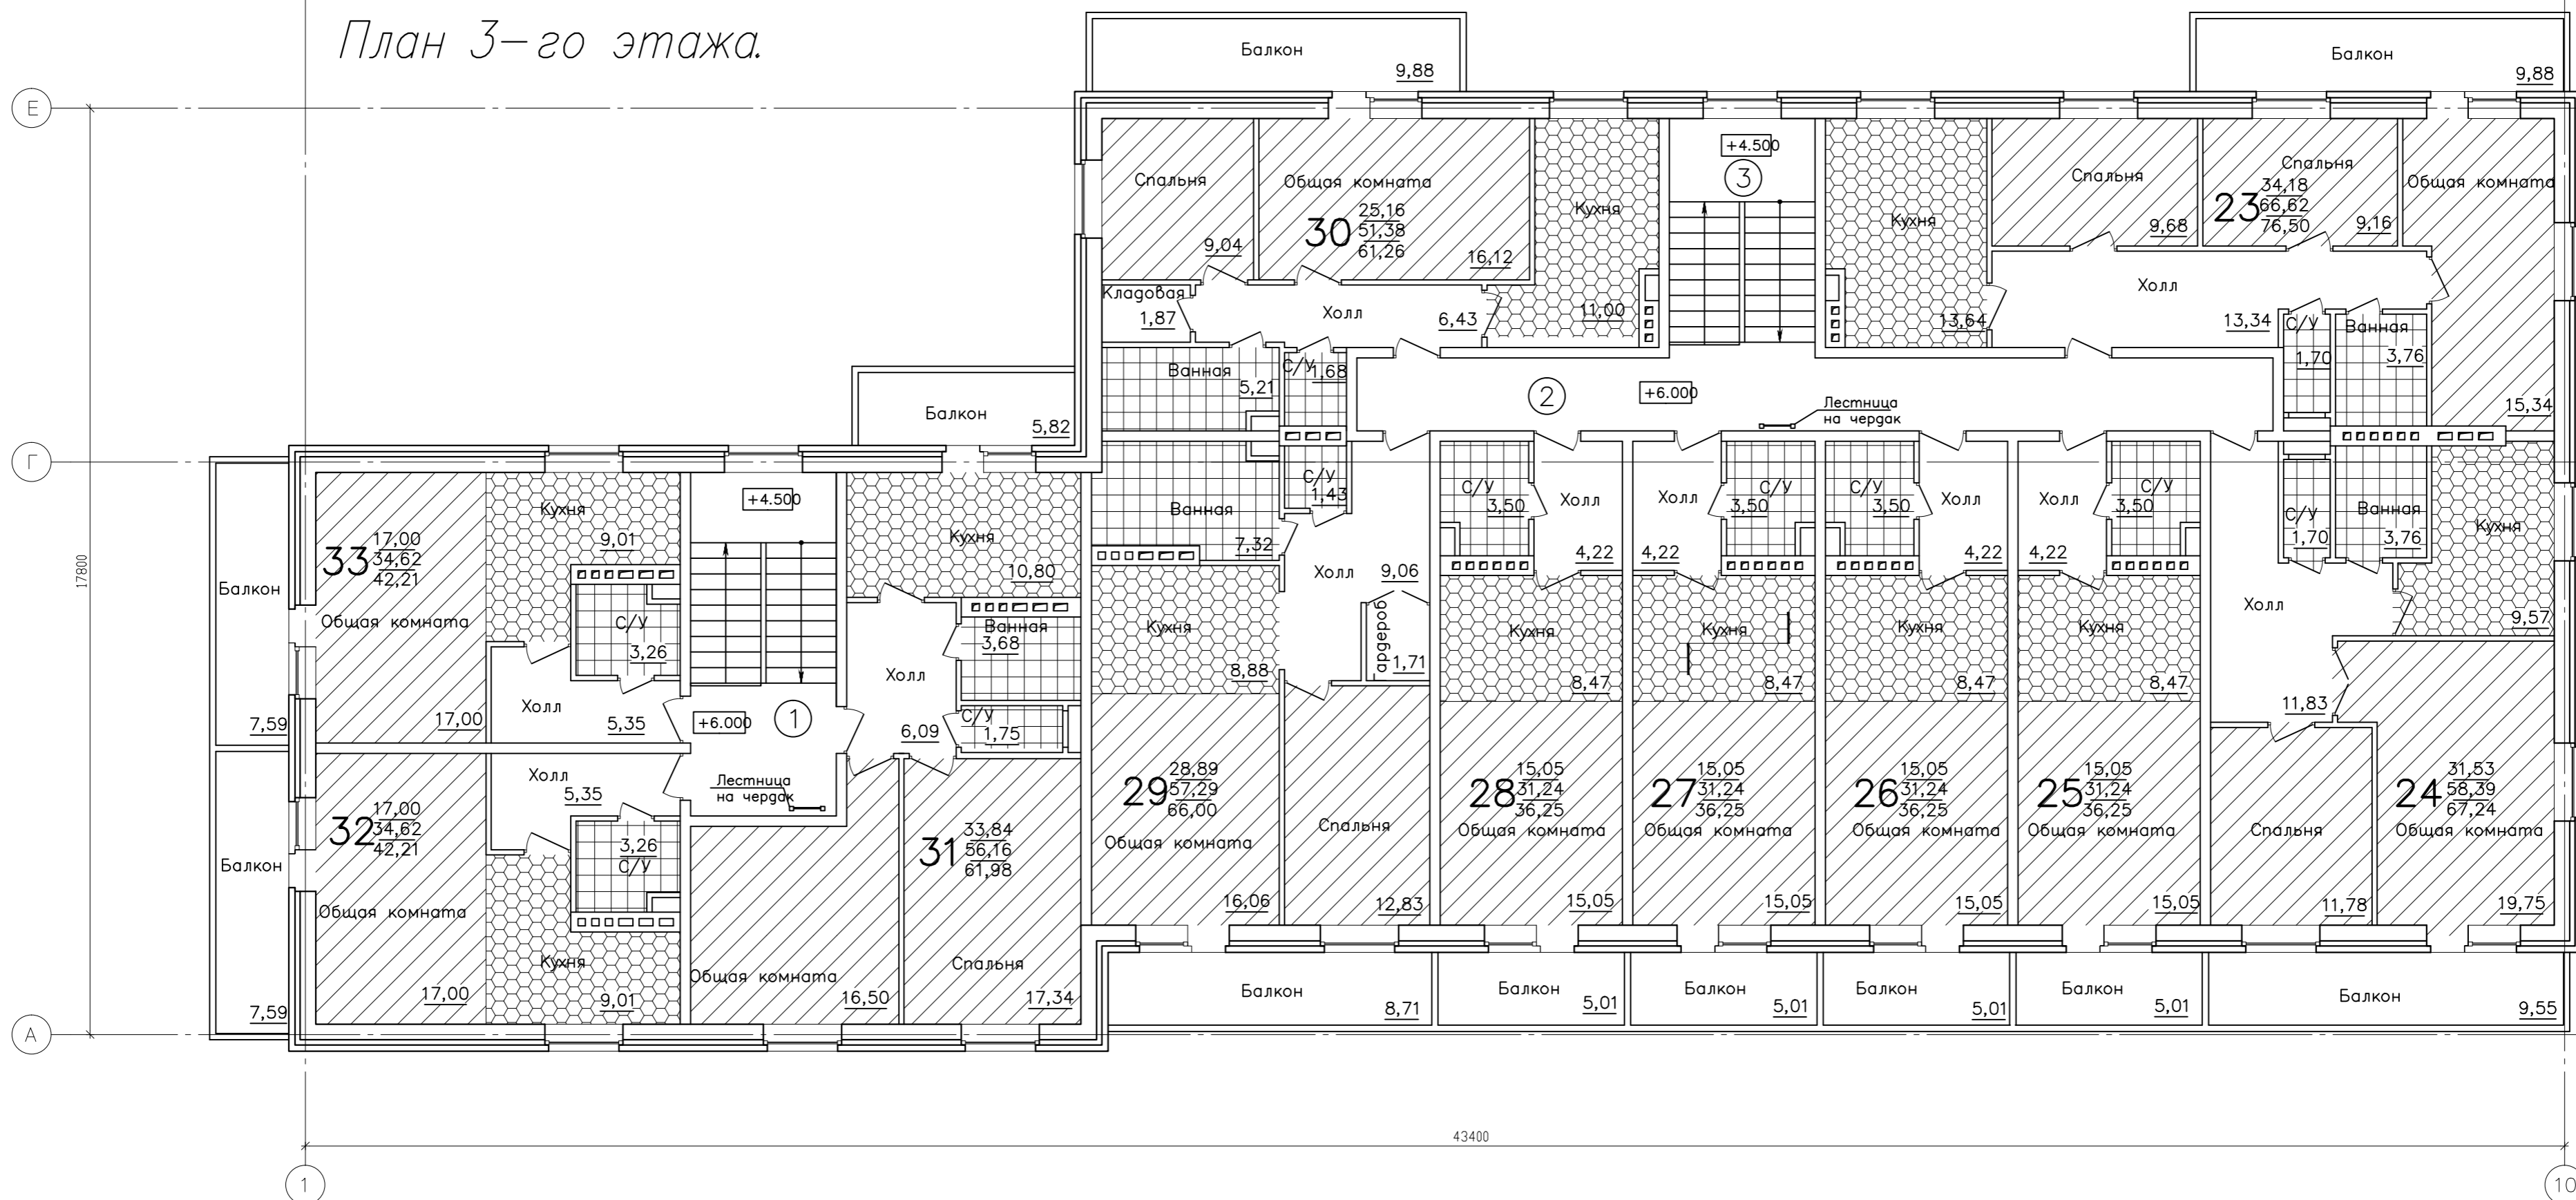 План 3-го этажа.
Балкон
9,88
Балкон
9,88
Е
Спальня
9,04
Общая комната
30
25,16
51,38
61,26
16,12
Кухня
11,00
+4.500
3
Кухня
13,64
Спальня
9,68
Спальня
23
34,18
66,62
76,50
9,16
Общая комната
15,34
Кладовая
1,87
Холл
6,43
Холл
13,34
С/У
1,70
Ванная
3,76
Ванная
5,21
С/У
1,68
2
+6.000
Лестница
на чердак
Балкон
5,82
Г
17800
Балкон
7,59
33
17,00
34,62
42,21
Общая комната
17,00
Кухня
9,01
С/У
3,26
Холл
5,35
+4.500
+6.000
1
Лестница
на чердак
Кухня
10,80
Холл
6,09
Ванная
3,68
С/У
1,75
Ванная
7,32
С/У
1,43
Холл
9,06
Гардероб
1,71
Кухня
8,88
С/У
3,50
Холл
4,22
Кухня
8,47
Холл
4,22
С/У
3,50
Кухня
8,47
С/У
3,50
Холл
4,22
Кухня
8,47
Холл
4,22
С/У
3,50
Кухня
8,47
С/У
1,70
Ванная
3,76
Кухня
9,57
Холл
11,83
Балкон
7,59
32
17,00
34,62
42,21
Общая комната
17,00
Холл
5,35
3,26
С/У
Кухня
9,01
Общая комната
16,50
31
33,84
56,16
61,98
Спальня
17,34
29
28,89
57,29
66,00
Общая комната
16,06
Спальня
12,83
28
15,05
31,24
36,25
Общая комната
15,05
27
15,05
31,24
36,25
Общая комната
15,05
26
15,05
31,24
36,25
Общая комната
15,05
25
15,05
31,24
36,25
Общая комната
15,05
Спальня
11,78
24
31,53
58,39
67,24
Общая комната
19,75
Балкон
8,71
Балкон
5,01
Балкон
5,01
Балкон
5,01
Балкон
5,01
Балкон
9,55
А
43400
1
10